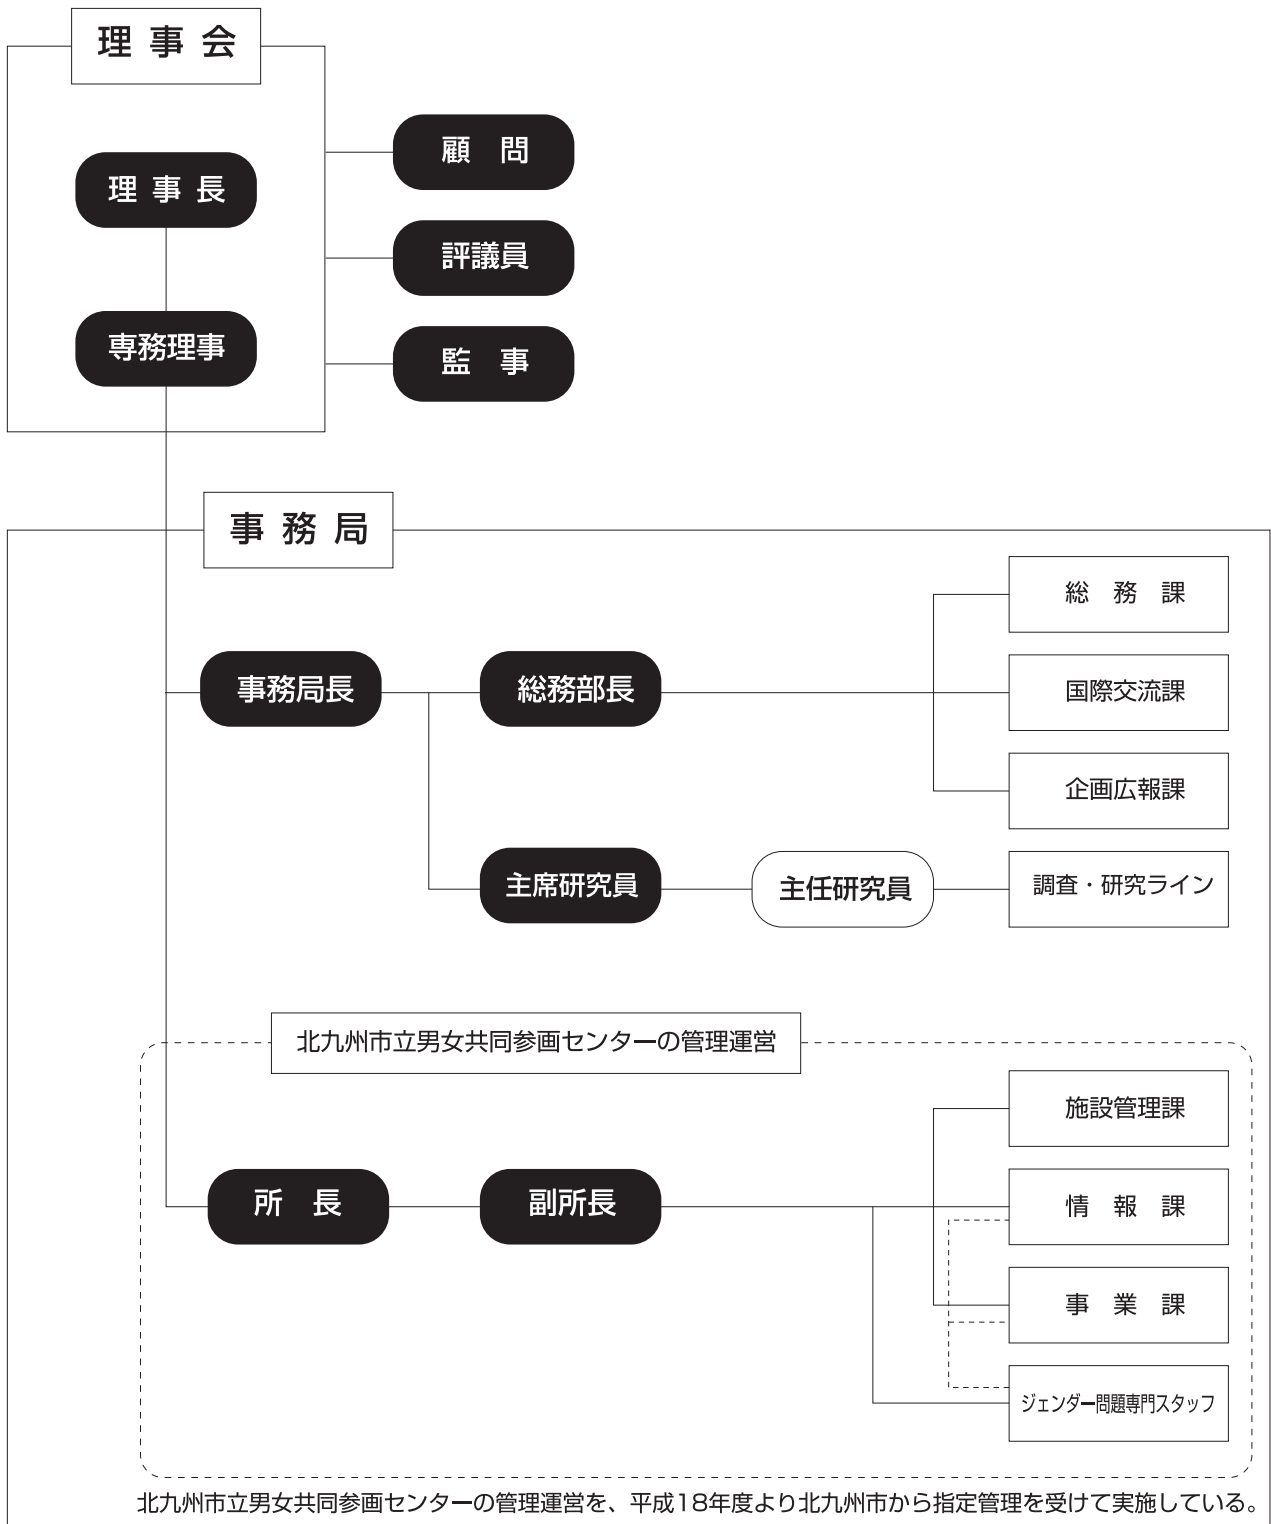 理事会
理事長
専務理事
顧問
評議員
監事
事務局
事務局長
総務部長
総務課
国際交流課
企画広報課
主席研究員
主任研究員
調査・研究ライン
北九州市立男女共同参画センターの管理運営
所長
副所長
施設管理課
情報課
事業課
ジェンダー問題専門スタッフ
北九州市立男女共同参画センターの管理運営を、平成18年度より北九州市から指定管理を受けて実施している。